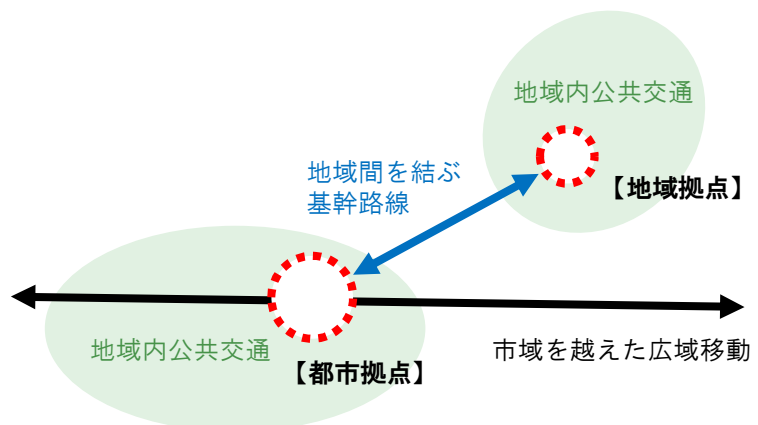 地域内公共交通
地域間を結ぶ
基幹路線
【地域拠点】
地域内公共交通
市域を越えた広域移動
【都市拠点】